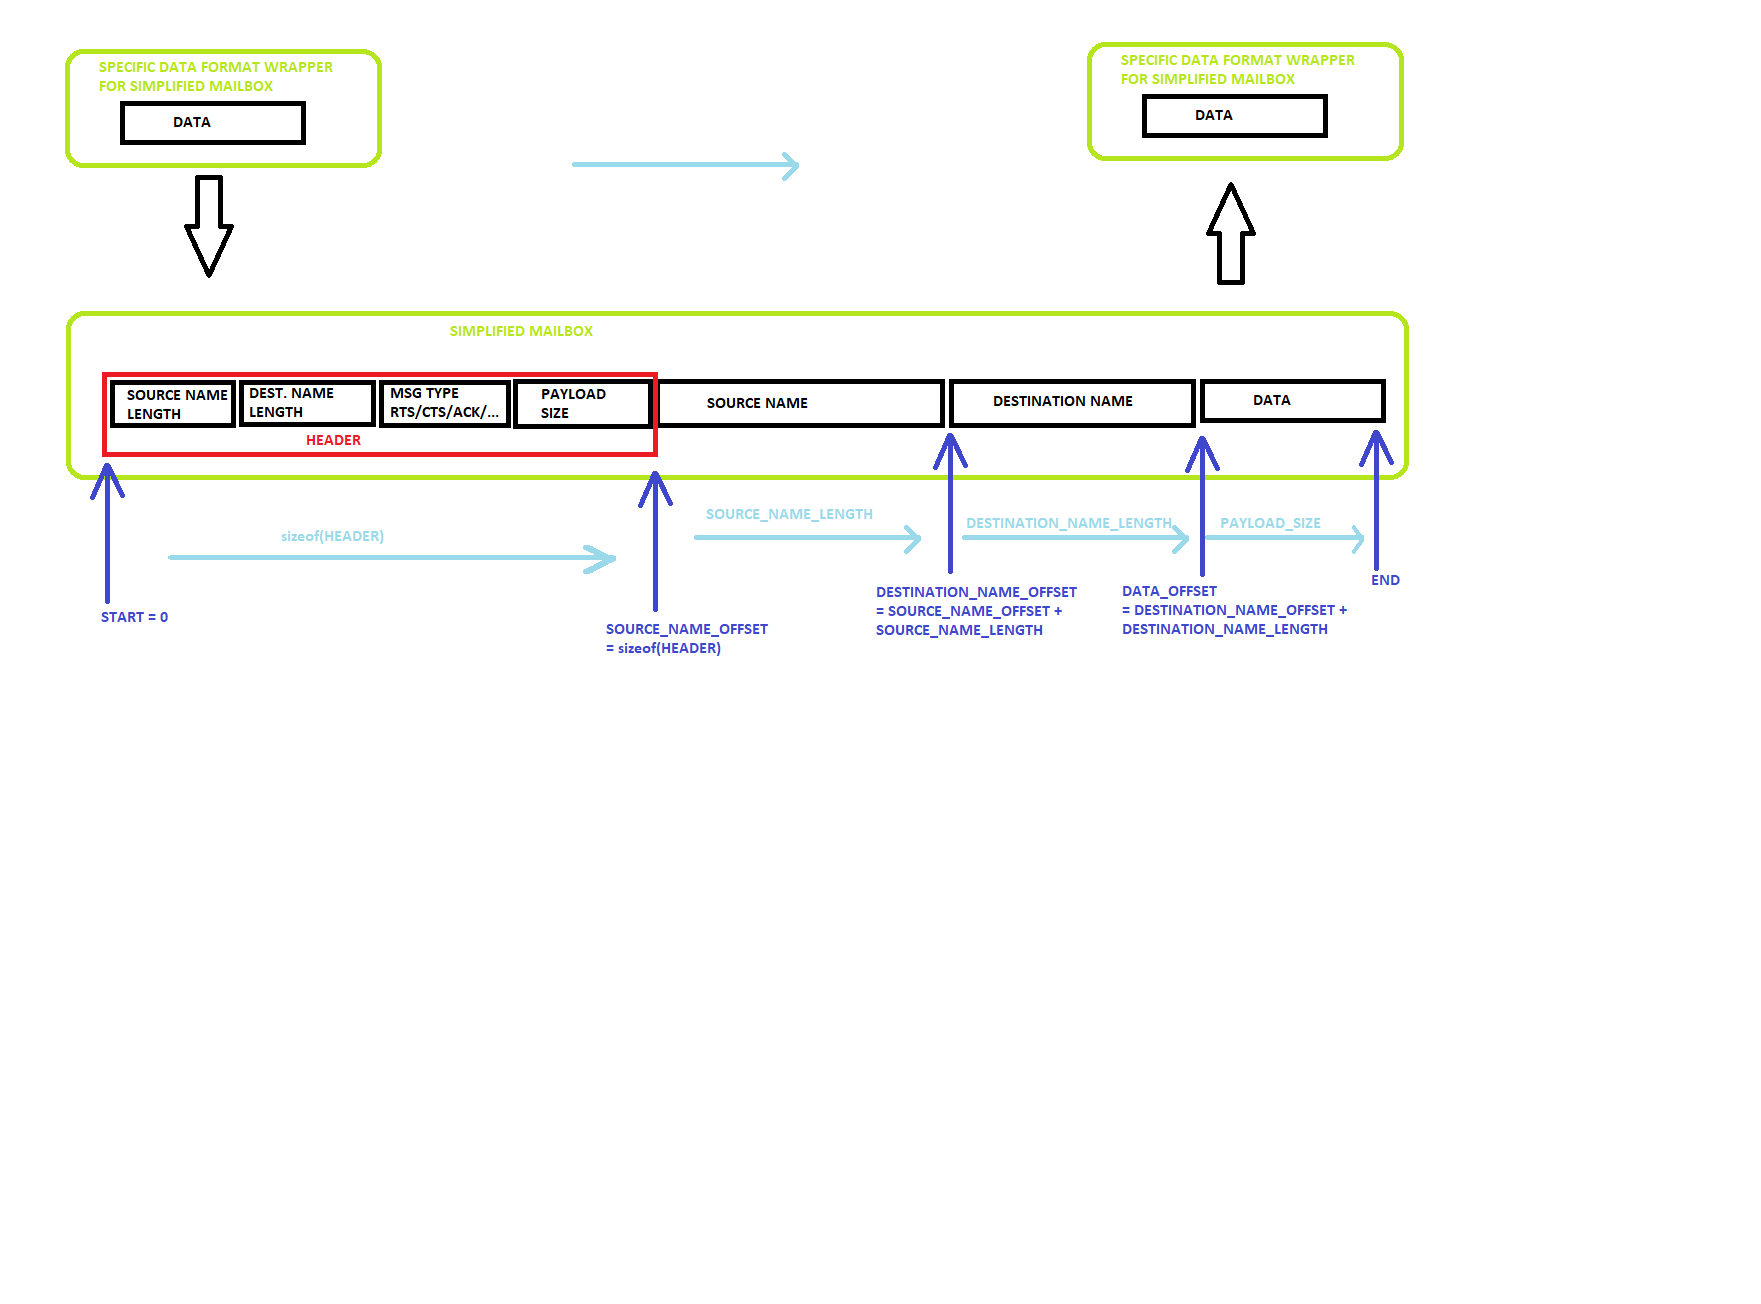 SPECIFIC DATA FORMAT WRAPPER
FOR SIMPLIFIED MAILBOX
DATA
SPECIFIC DATA FORMAT WRAPPER
FOR SIMPLIFIED MAILBOX
DATA
SIMPLIFIED MAILBOX
SOURCE NAME
LENGTH
DEST. NAME
LENGTH
MSG TYPE
RTS/CTS/ACK/...
PAYLOAD
SIZE
SOURCE NAME
DESTINATION NAME
DATA
HEADER
sizeof(HEADER)
SOURCE_NAME_LENGTH
DESTINATION_NAME_LENGTH
PAYLOAD_SIZE
START = 0
SOURCE_NAME_OFFSET
= sizeof(HEADER)
DESTINATION_NAME_OFFSET
= SOURCE_NAME_OFFSET +
SOURCE_NAME_LENGTH
DATA_OFFSET
= DESTINATION_NAME_OFFSET +
DESTINATION_NAME_LENGTH
END